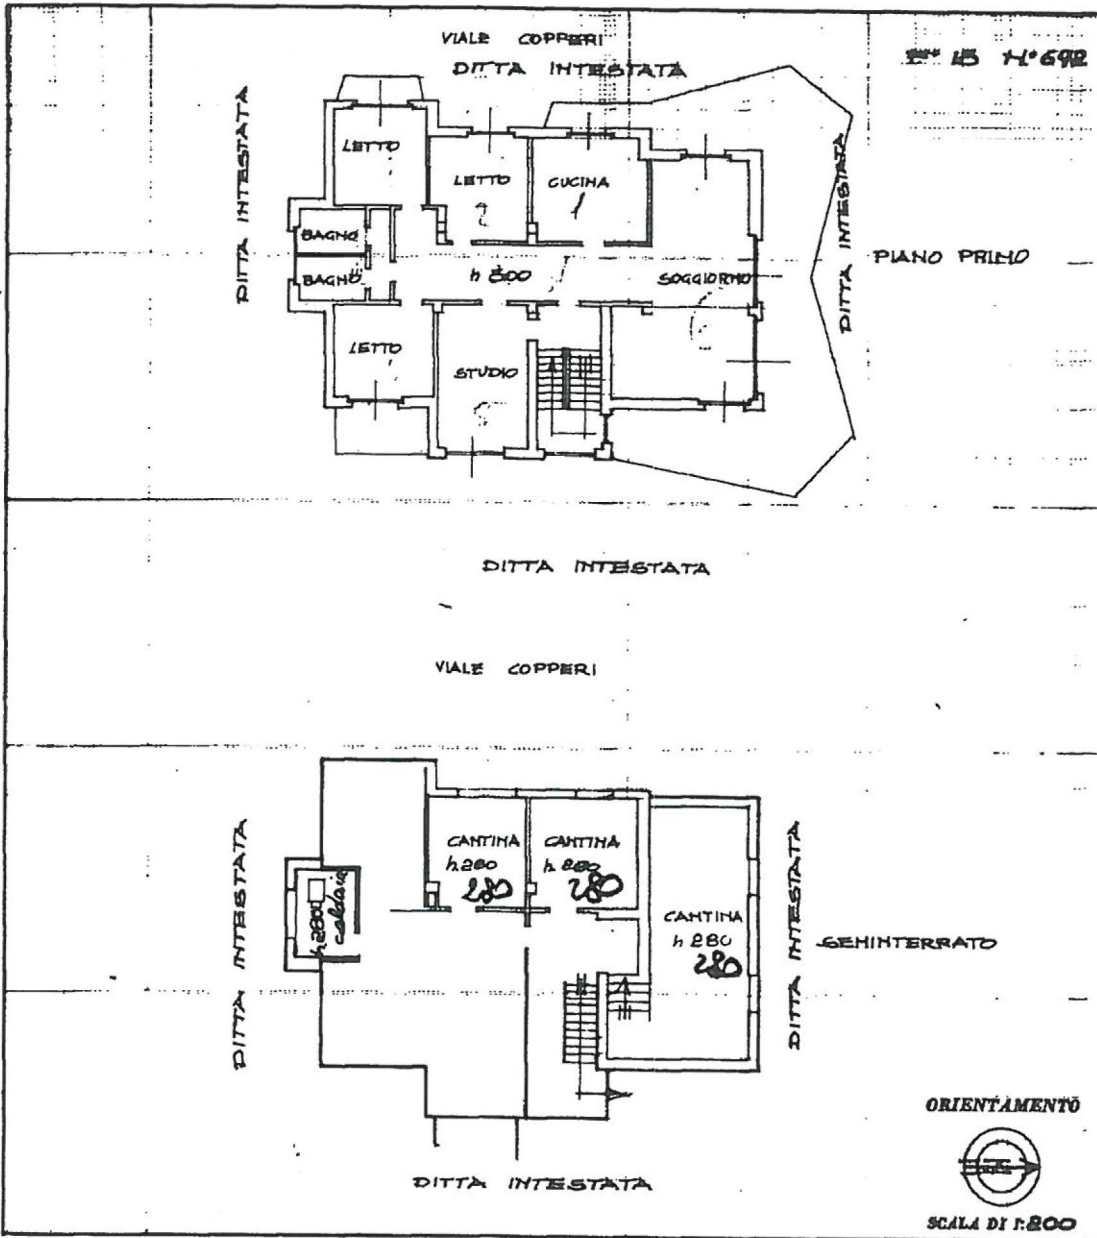 VIALE COPPERI
DITTA INTESTATA
F° 15 N° 692
DITTA INTESTATA
LETTO
LETTO
CUCINA
DITTA INTESTATA
BAGNO
BAGNO
h 300
SOGGIORNO
PIANO PRIMO
LETTO
STUDIO
DITTA INTESTATA
VIALE COPPERI
DITTA INTESTATA
CANTINA
h 280
280
CANTINA
h 280
280
CANTINA
h 280
280
h 280
caldaia
DITTA INTESTATA
SEMINTERRATO
DITTA INTESTATA
ORIENTAMENTO
SCALA DI 1:200